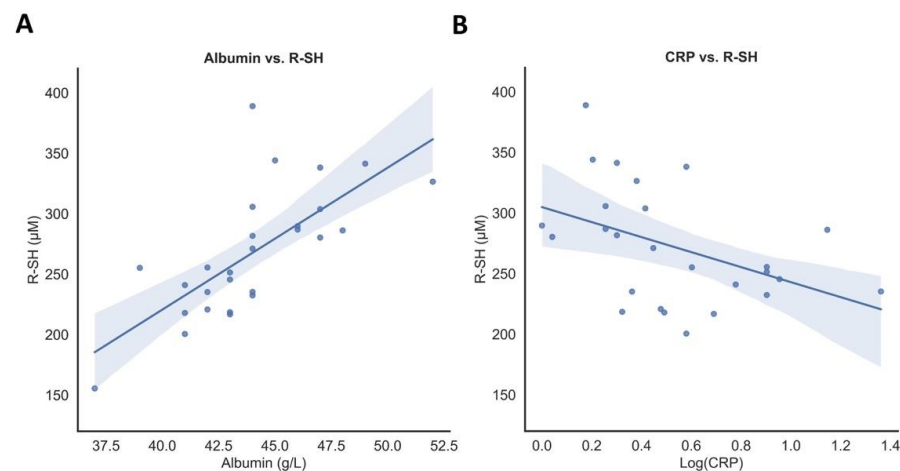 A
B
Albumin vs. R-SH
CRP vs. R-SH
400
350
300
250
200
150
R-SH (µM)
37.5 40.0 42.5 45.0 47.5 50.0 52.5
Albumin (g/L)
400
350
300
250
200
150
R-SH (µM)
0.0 0.2 0.4 0.6 0.8 1.0 1.2 1.4
Log(CRP)